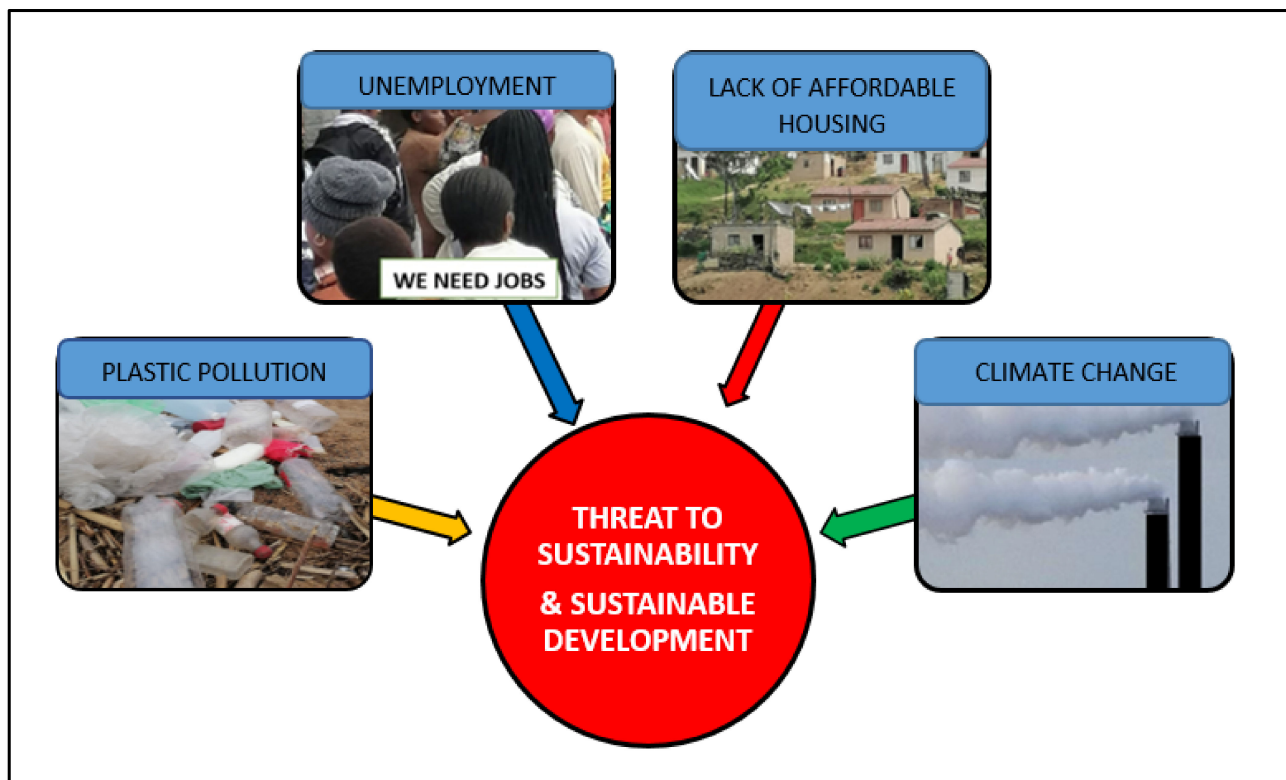 UNEMPLOYMENT
WE NEED JOBS
LACK OF AFFORDABLE
HOUSING
PLASTIC POLLUTION
CLIMATE CHANGE
THREAT TO
SUSTAINABILITY
& SUSTAINABLE
DEVELOPMENT